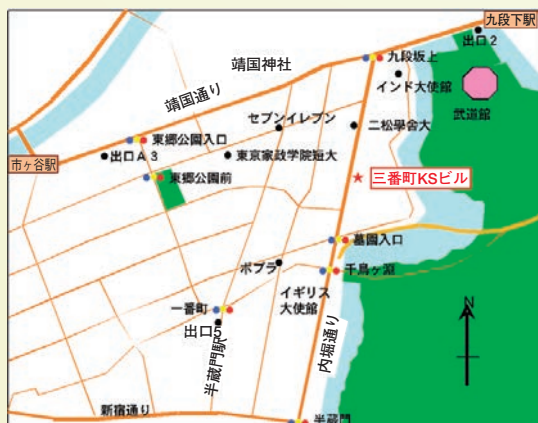 九段下駅
出口2
九段坂上
靖国神社
インド大使館
武道館
靖国通り
セブンイレブン
二松學舍大
東郷公園入口
市ヶ谷駅
出口A3
東京家政学院短大
東郷公園前
三番町KSビル
墓園入口
ポプラ
千鳥ヶ淵
イギリス
大使館
一番町
出口5
半蔵門駅
内堀通り
N
新宿通り
半蔵門